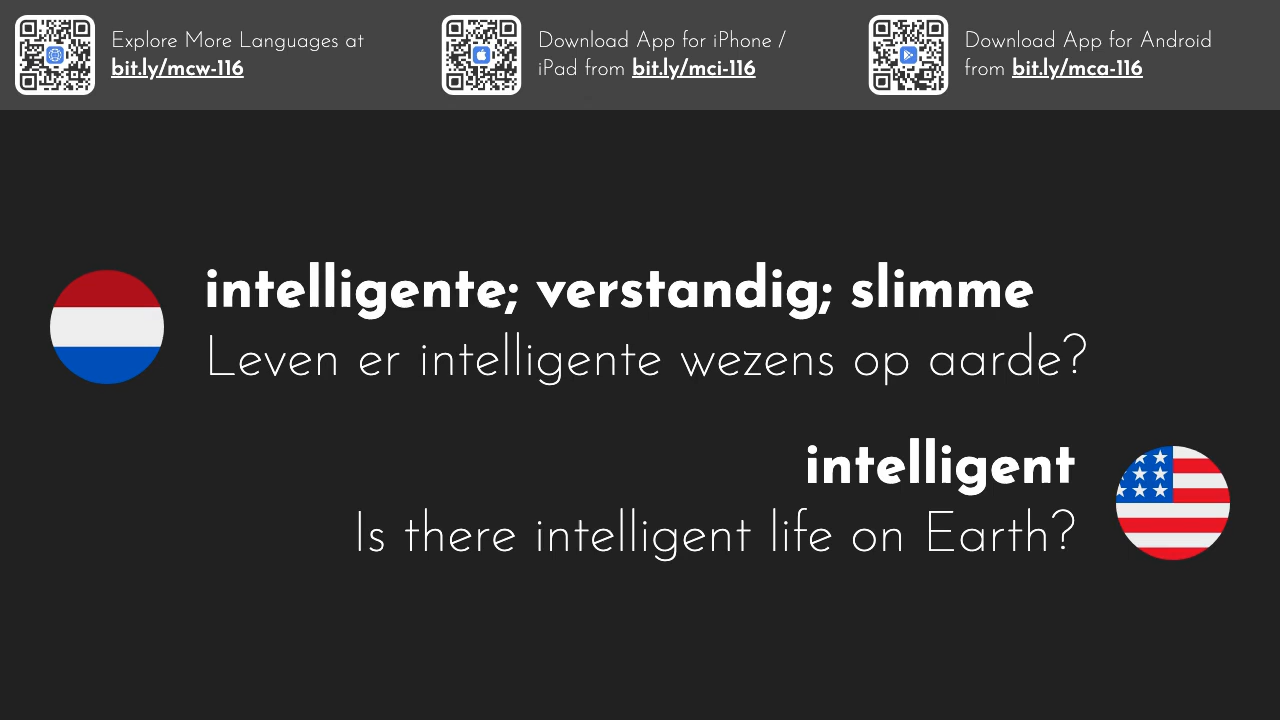 Explore More Languages at
bit.ly/mcw-116
Download App for iPhone /
iPad from bit.ly/mci-116
Download App for Android
from bit.ly/mca-116
intelligente; verstandig; slimme
Leven er intelligente wezens op aarde?
intelligent
Is there intelligent life on Earth?